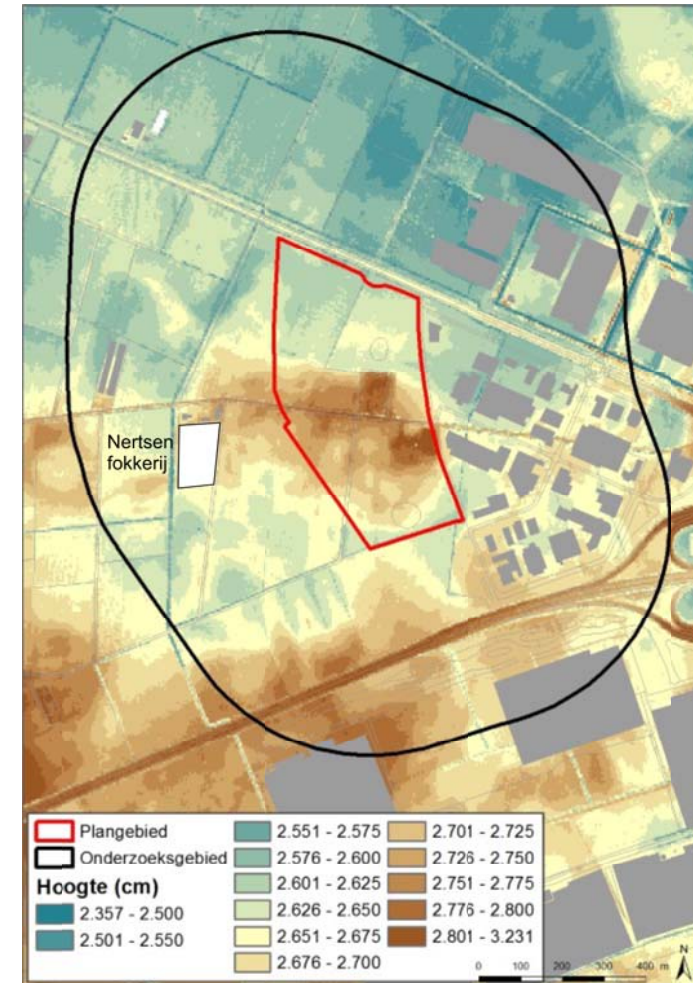 Nertsen
fokkerij
Plangebied
Onderzoeksgebied
Hoogte (cm)
2.357 - 2.500
2.501 - 2.550
2.551 - 2.575
2.576 - 2.600
2.601 - 2.625
2.626 - 2.650
2.651 - 2.675
2.676 - 2.700
2.701 - 2.725
2.726 - 2.750
2.751 - 2.775
2.776 - 2.800
2.801 - 3.231
0 100 200 300 400 m
N